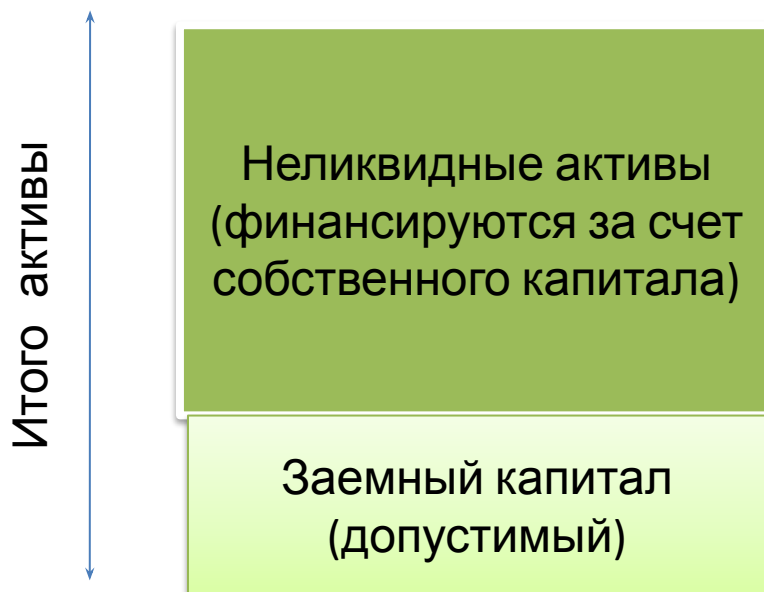 Итого активы
Неликвидные активы
(финансируются за счет
собственного капитала)
Заемный капитал
(допустимый)